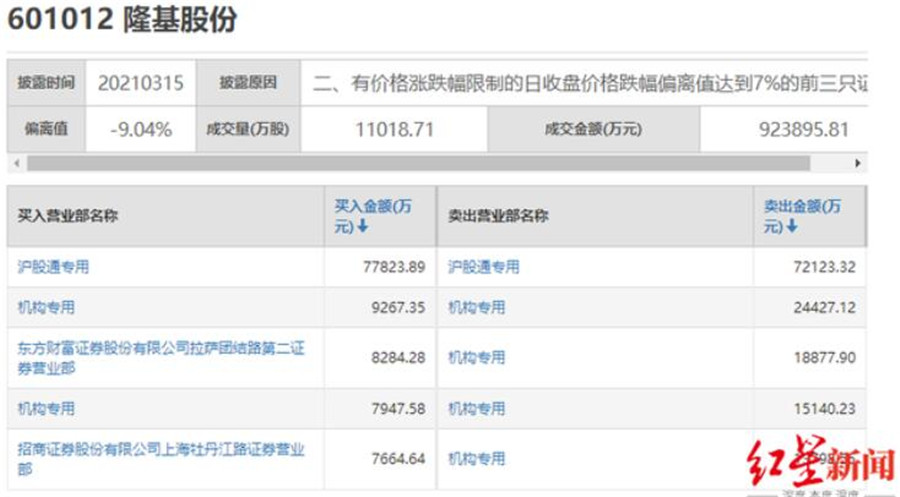 601012 隆基股份
披露时间 20210315 披露原因 二、有价格涨跌幅限制的日收盘价格跌幅偏离值达到7%的前三只证
偏离值 -9.04% 成交量(万股) 11018.71 成交金额(万元) 923895.81
买入营业部名称 买入金额(万元) 卖出营业部名称 卖出金额(万元)
沪股通专用 77823.89 沪股通专用 72123.32
机构专用 9267.35 机构专用 24427.12
东方财富证券股份有限公司拉萨团结路第二证
券营业部 8284.28 机构专用 18877.90
机构专用 7947.58 机构专用 15140.23
招商证券股份有限公司上海牡丹江路证券营业
部 7664.64 机构专用
红星新闻
深度 态度 温度